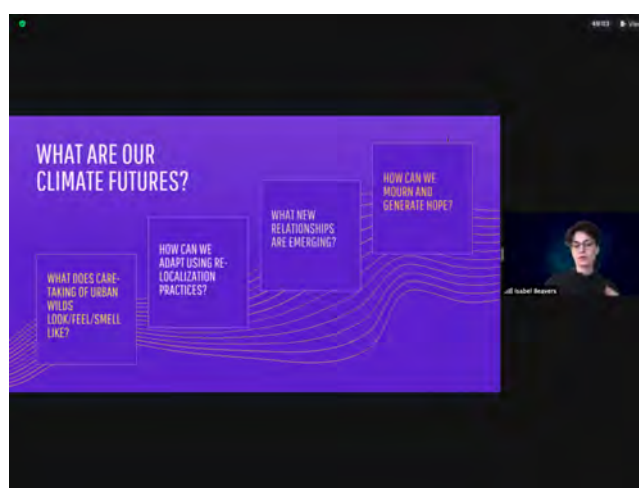 View
WHAT ARE OUR
CLIMATE FUTURES?
HOW CAN WE
MOURN AND
GENERATE HOPE?
WHAT NEW
RELATIONSHIPS
ARE EMERGING?
HOW CAN WE
ADAPT USING RE-
LOCALIZATION
PRACTICES?
WHAT DOES CARE-
TAKING OF URBAN
WILDS
LOOK/FEEL/SMELL
LIKE?
Isabel Beavers